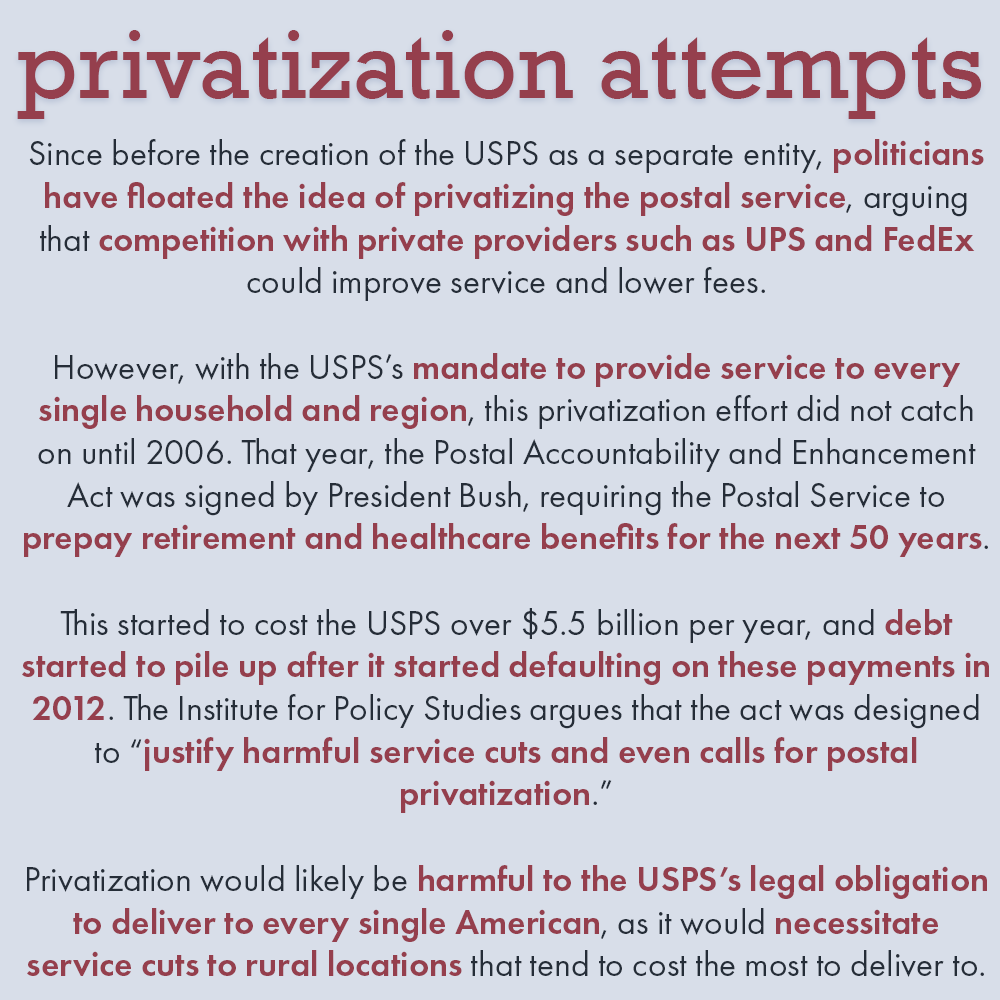 privatization attempts
Since before the creation of the USPS as a separate entity, politicians
have floated the idea of privatizing the postal service, arguing
that competition with private providers such as UPS and FedEx
could improve service and lower fees.
However, with the USPS’s mandate to provide service to every
single household and region, this privatization effort did not catch
on until 2006. That year, the Postal Accountability and Enhancement
Act was signed by President Bush, requiring the Postal Service to
prepay retirement and healthcare benefits for the next 50 years.
This started to cost the USPS over $5.5 billion per year, and debt
started to pile up after it started defaulting on these payments in
2012. The Institute for Policy Studies argues that the act was designed
to “justify harmful service cuts and even calls for postal
privatization.”
Privatization would likely be harmful to the USPS’s legal obligation
to deliver to every single American, as it would necessitate
service cuts to rural locations that tend to cost the most to deliver to.